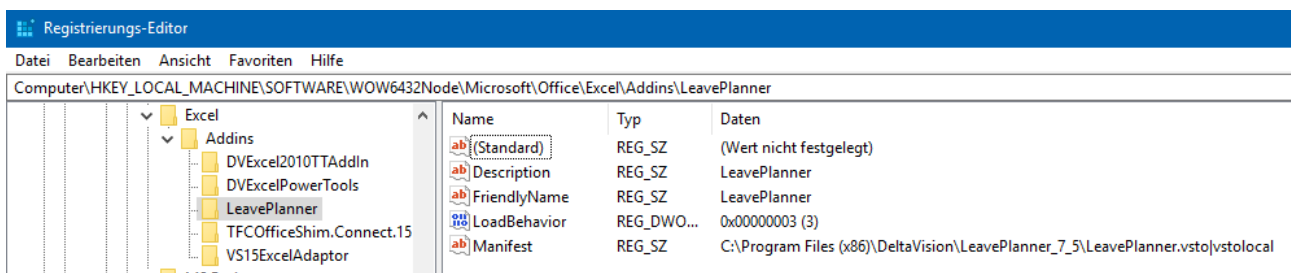 Registrierungs-Editor
Datei Bearbeiten Ansicht Favoriten Hilfe
Computer\HKEY_LOCAL_MACHINE\SOFTWARE\WOW6432Node\Microsoft\Office\Excel\Addins\LeavePlanner
Excel
Addins
DVExcel2010TTAddIn
DVExcelPowerTools
LeavePlanner
TFCOfficeShim.Connect.15
VS15ExcelAdaptor
Name Typ Daten
(Standard) REG_SZ (Wert nicht festgelegt)
Description REG_SZ LeavePlanner
FriendlyName REG_SZ LeavePlanner
LoadBehavior REG_DWO... 0x00000003 (3)
Manifest REG_SZ C:\Program Files (x86)\DeltaVision\LeavePlanner_7_5\LeavePlanner.vsto|vstolocal